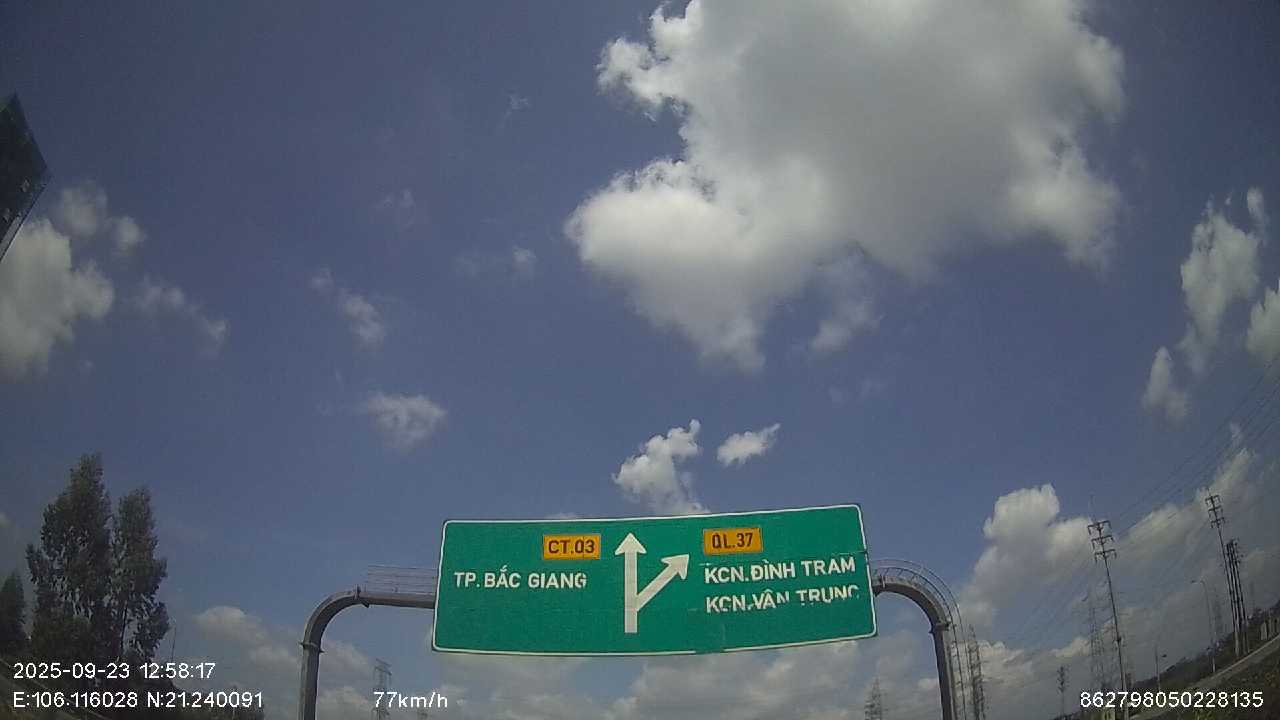 CT.03
TP. BẮC GIANG
QL.37
KCN.ĐÌNH TRAM
KCN.VÂN TRUNG
2025-09-23 12:58:17
E:106.116028 N:21.240091
77km/h
862798050228135